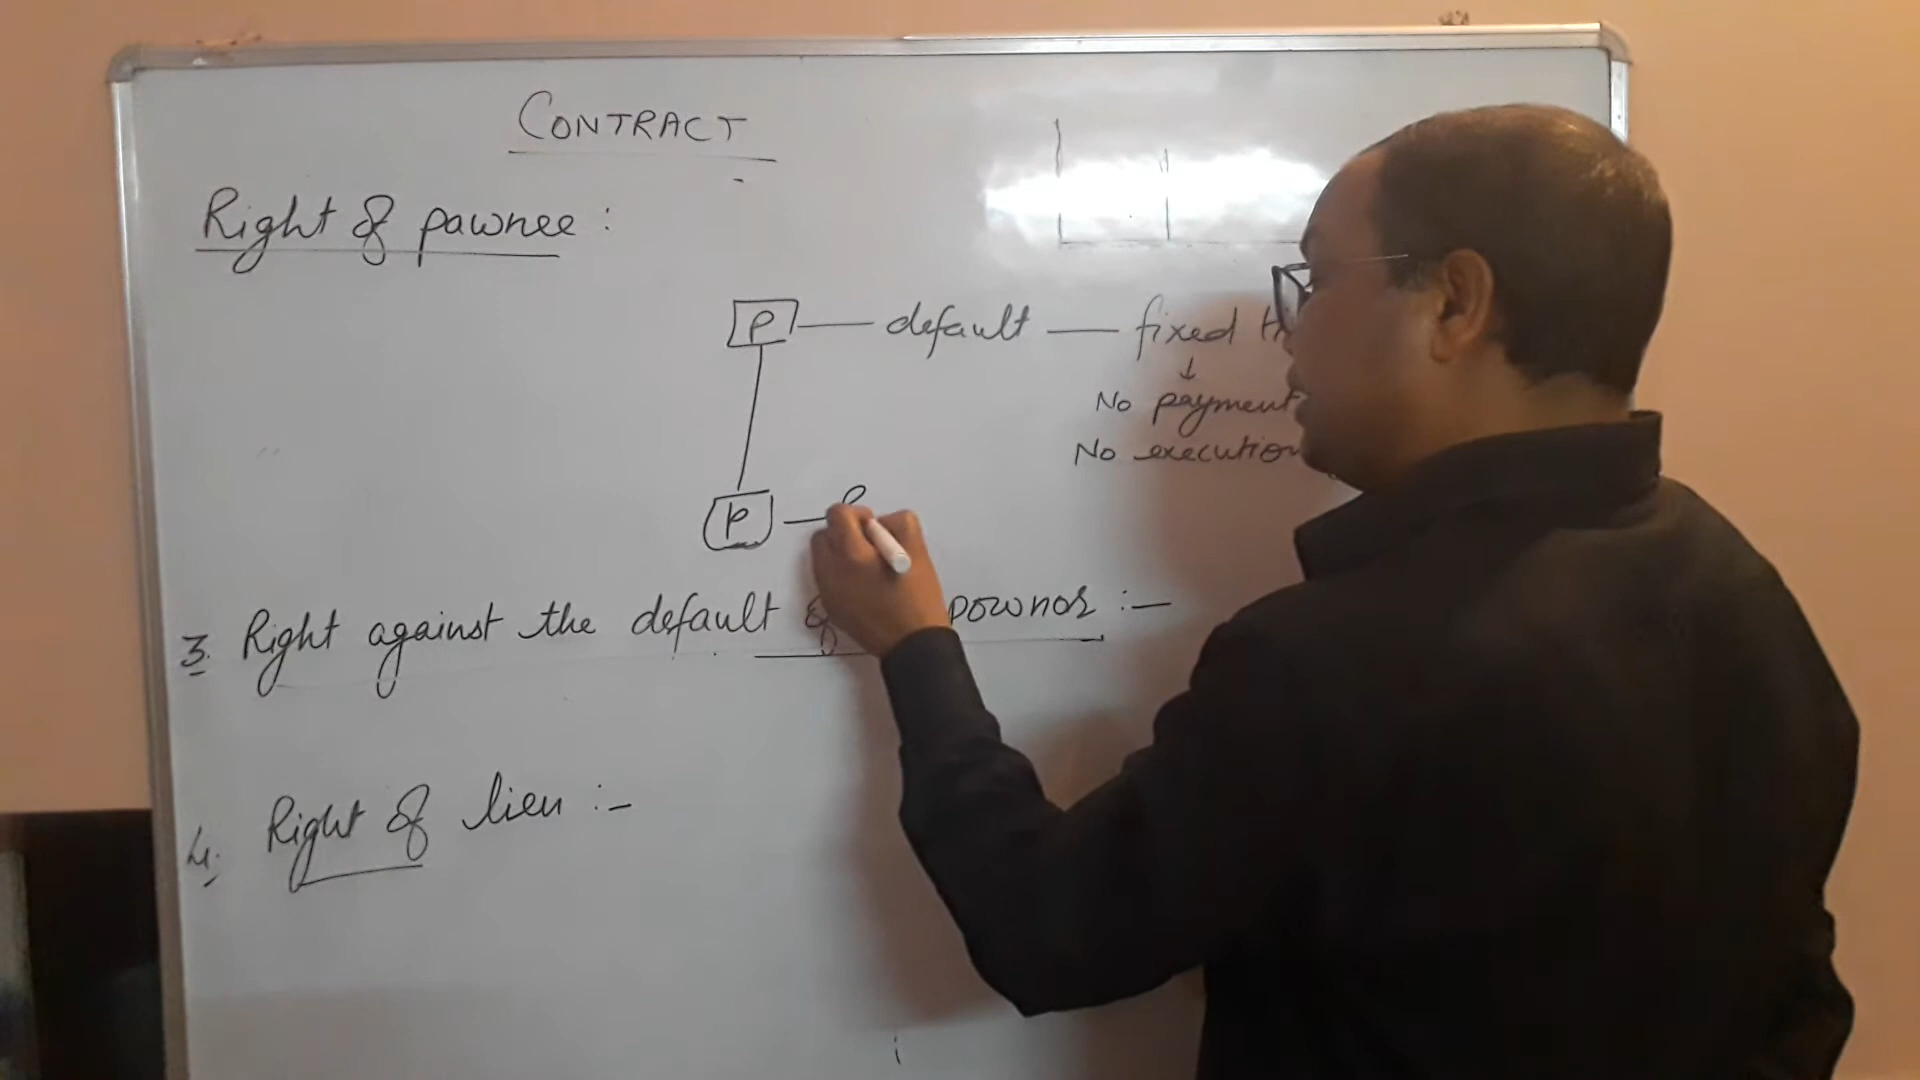 CONTRACT
Right of pawnee :
P — default — fixed
↓
No payment
No execution
P —
3. Right against the default of pownor :-
4. Right of lien :-